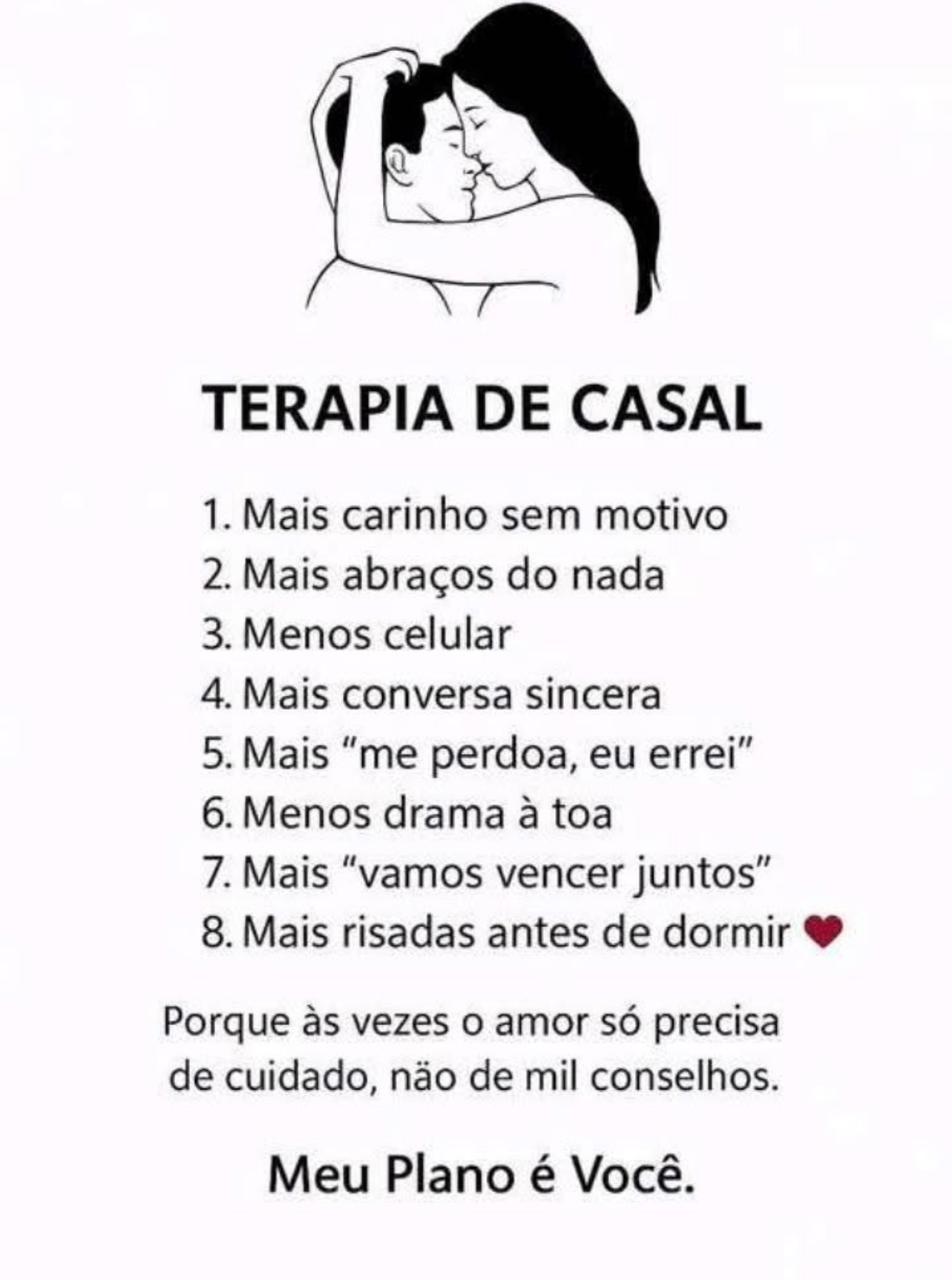 TERAPIA DE CASAL
1. Mais carinho sem motivo
2. Mais abraços do nada
3. Menos celular
4. Mais conversa sincera
5. Mais “me perdoa, eu errei”
6. Menos drama à toa
7. Mais “vamos vencer juntos”
8. Mais risadas antes de dormir ♥
Porque às vezes o amor só precisa
de cuidado, näo de mil conselhos.
Meu Plano é Você.